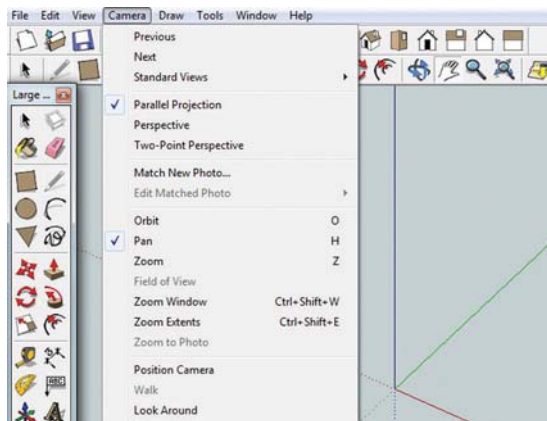 File Edit View Camera Draw Tools Window Help
Previous
Next
Standard Views
Large ...
Parallel Projection
Perspective
Two-Point Perspective
Match New Photo...
Edit Matched Photo
Orbit O
Pan H
Zoom Z
Field of View
Zoom Window Ctrl+Shift+W
Zoom Extents Ctrl+Shift+E
Zoom to Photo
Position Camera
Walk
Look Around
ABC